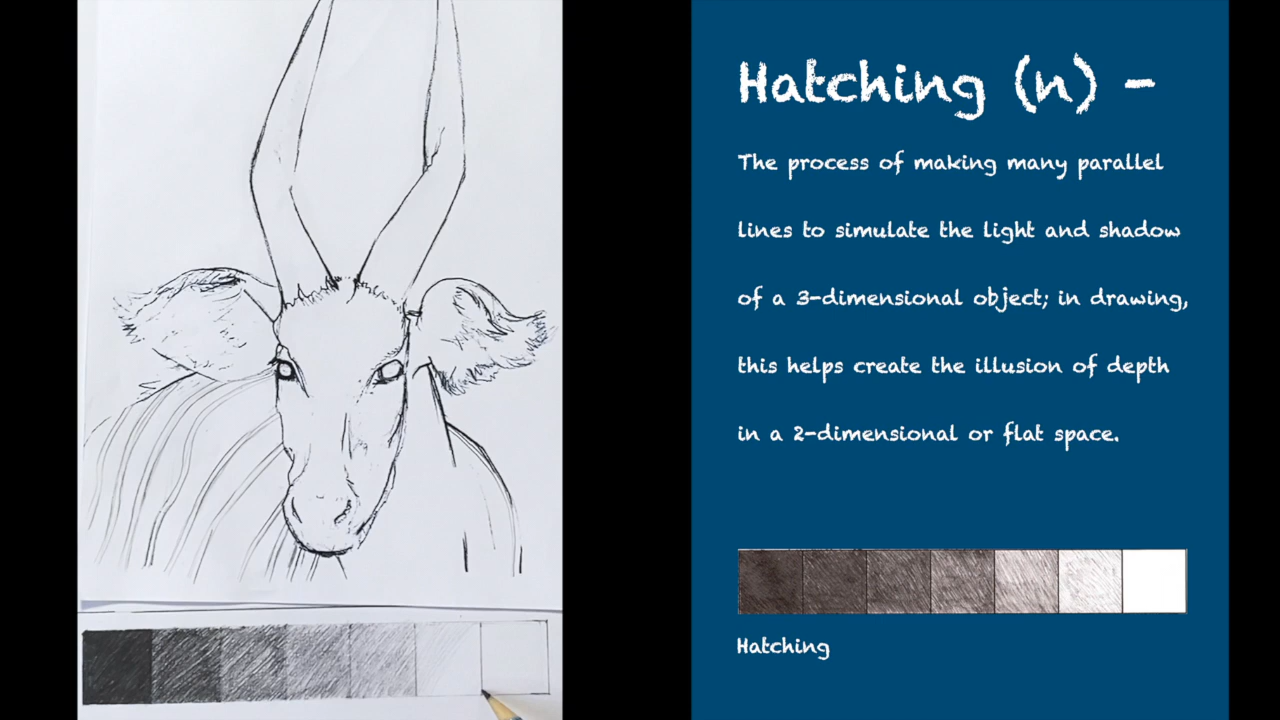 Hatching (n) -
The process of making many parallel
lines to simulate the light and shadow
of a 3-dimensional object; in drawing,
this helps create the illusion of depth
in a 2-dimensional or flat space.
Hatching